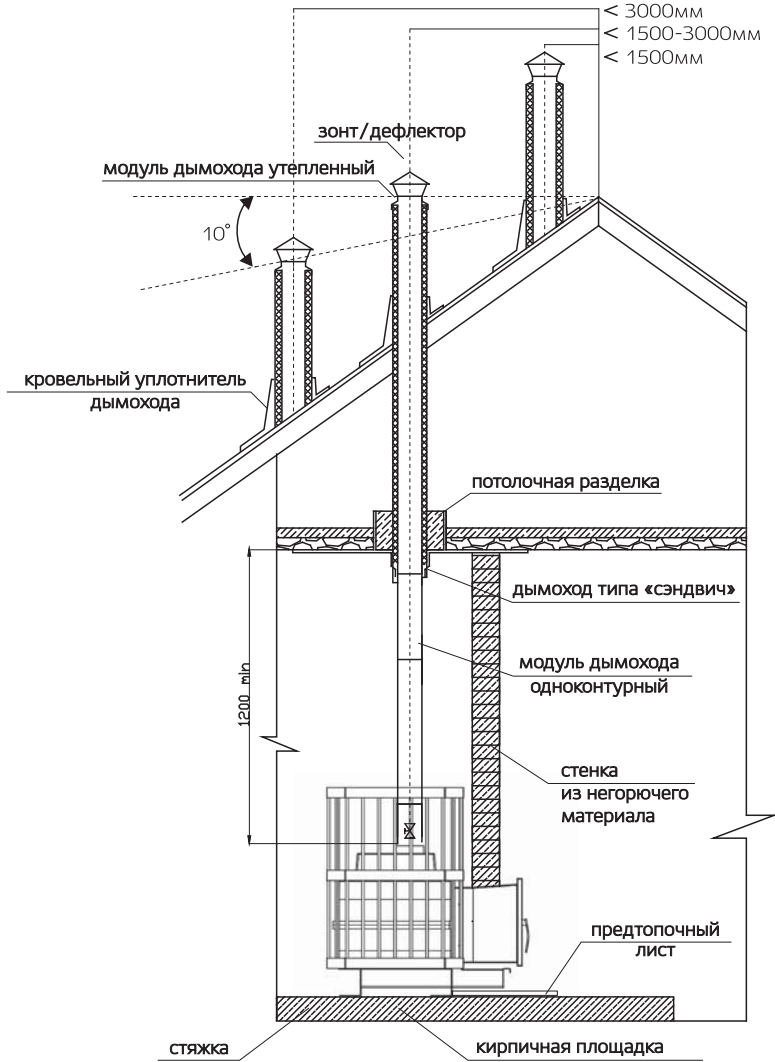 < 3000мм
< 1500-3000мм
< 1500мм
зонт/дефлектор
модуль дымохода утепленный
10°
кровельный уплотнитель
дымохода
потолочная разделка
дымоход типа «сэндвич»
модуль дымохода
одноконтурный
1200 min
стенка
из негорючего
материала
предтопочный
лист
стяжка
кирпичная площадка